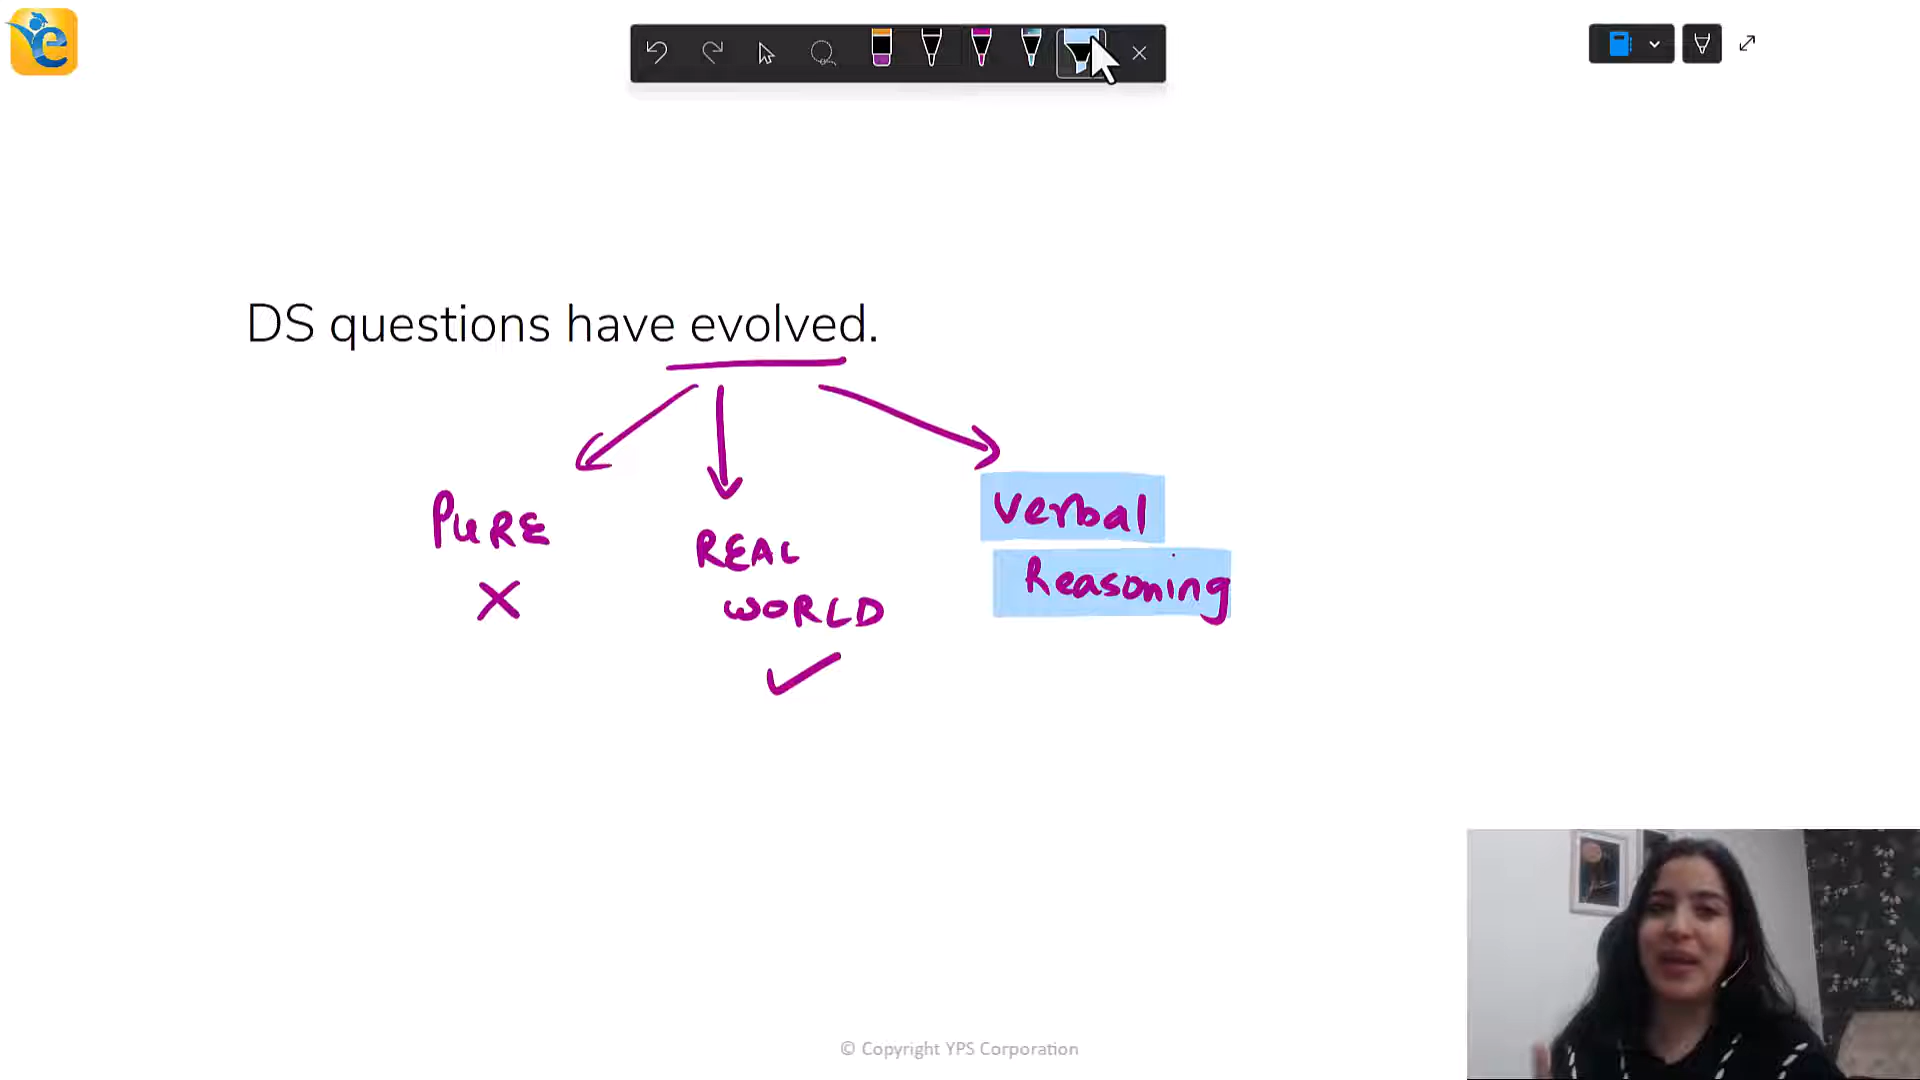 e
DS questions have evolved.
PURE
X
REAL
WORLD
Verbal
Reasoning
© Copyright YPS Corporation